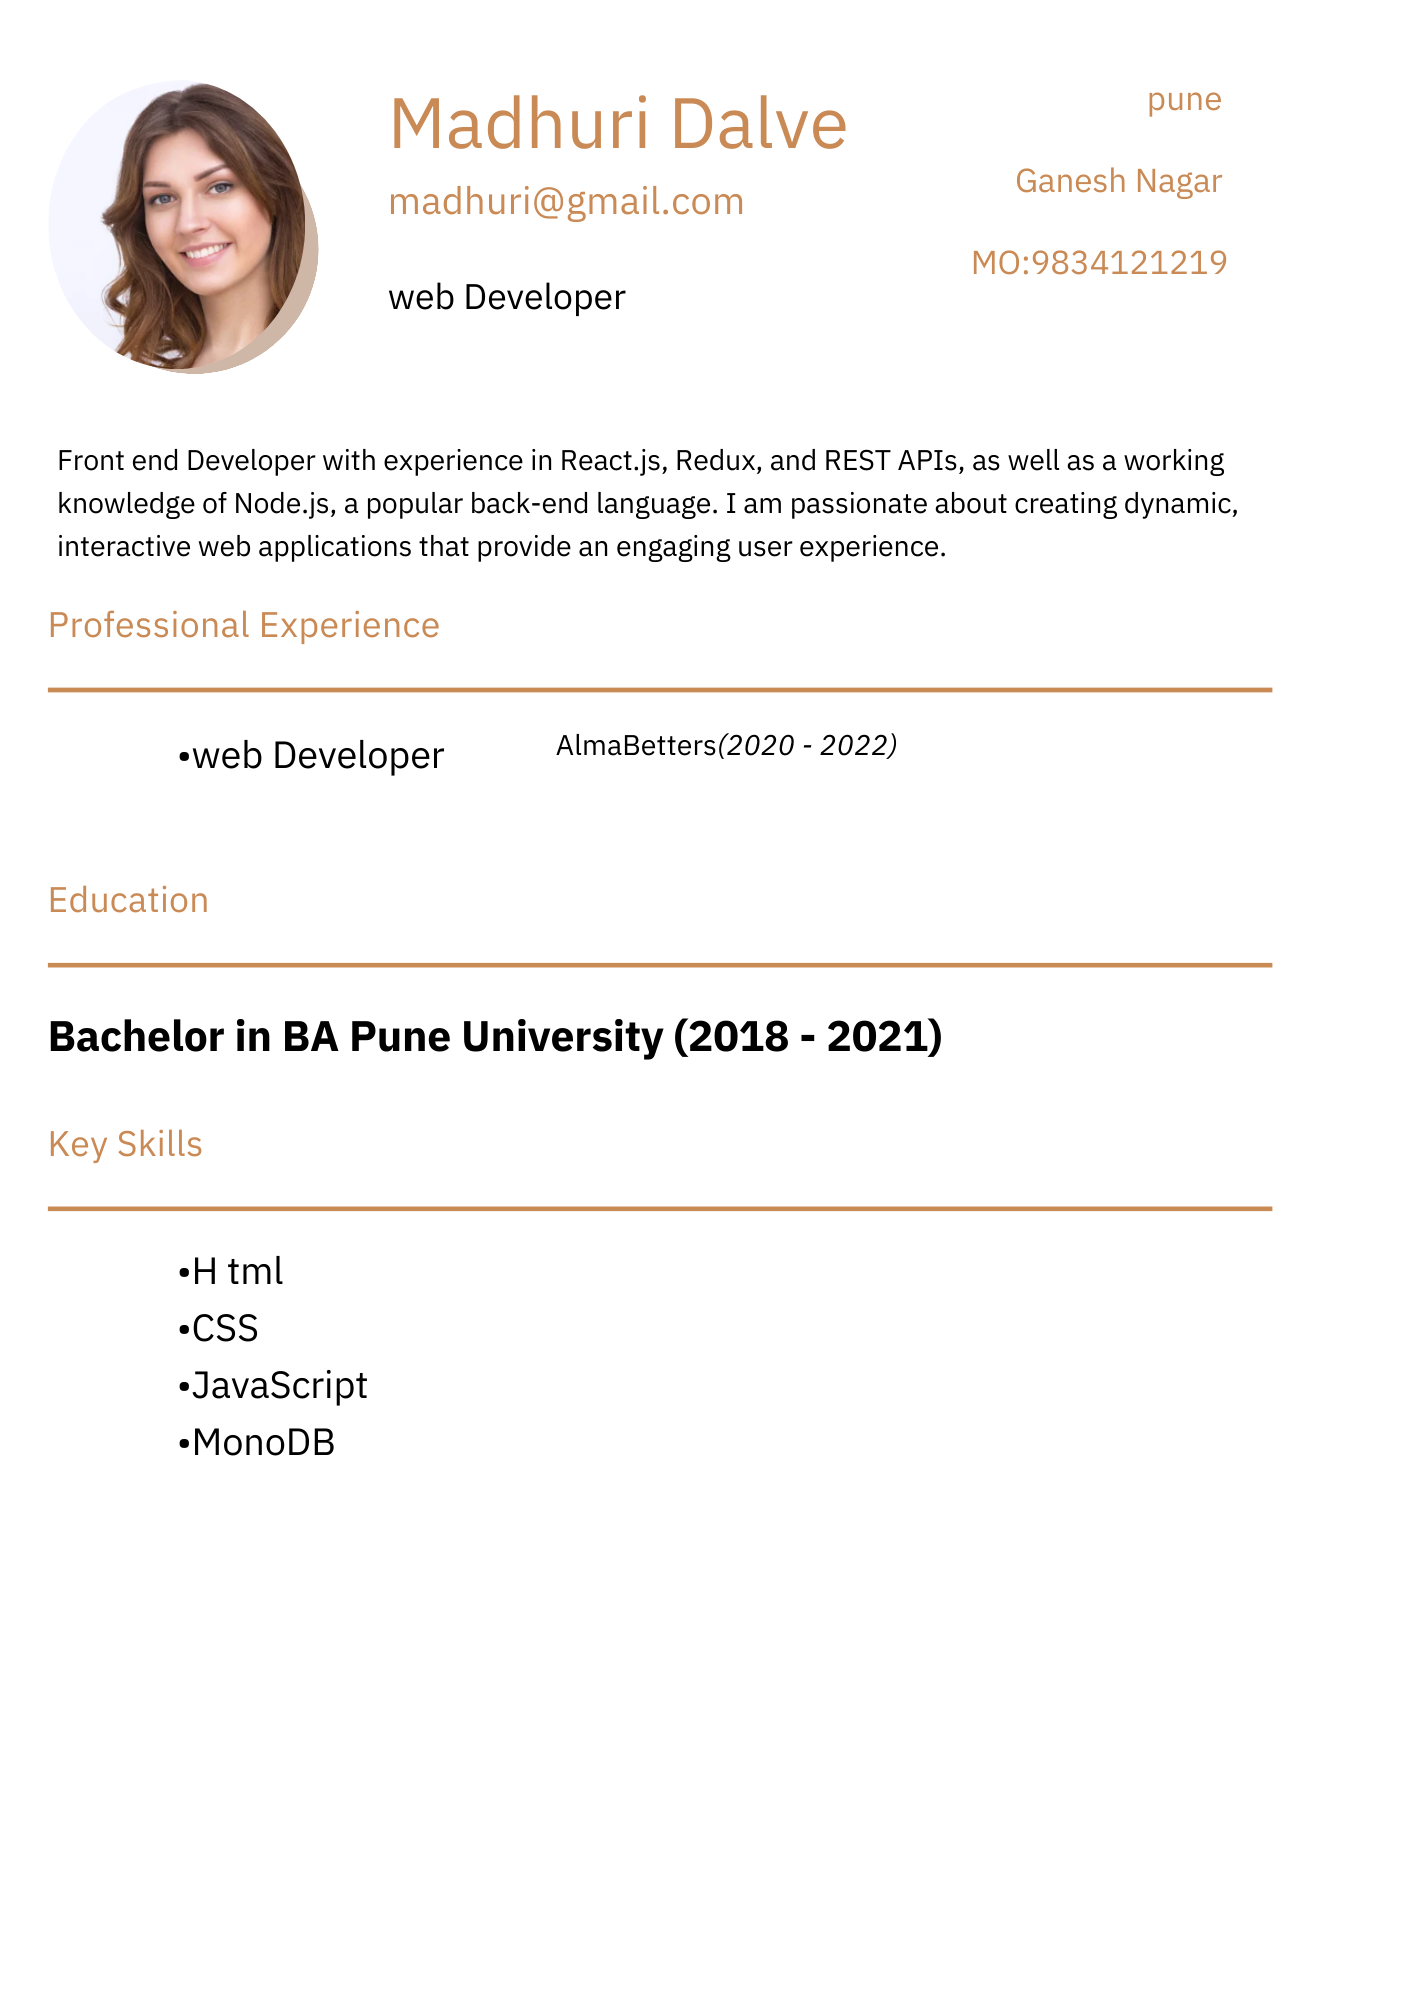 Madhuri Dalve
madhuri@gmail.com
web Developer
pune
Ganesh Nagar
MO:9834121219
Front end Developer with experience in React.js, Redux, and REST APIs, as well as a working
knowledge of Node.js, a popular back-end language. I am passionate about creating dynamic,
interactive web applications that provide an engaging user experience.
Professional Experience
•web Developer AlmaBetters(2020 - 2022)
Education
Bachelor in BA Pune University (2018 - 2021)
Key Skills
•H tml
•CSS
•JavaScript
•MonoDB